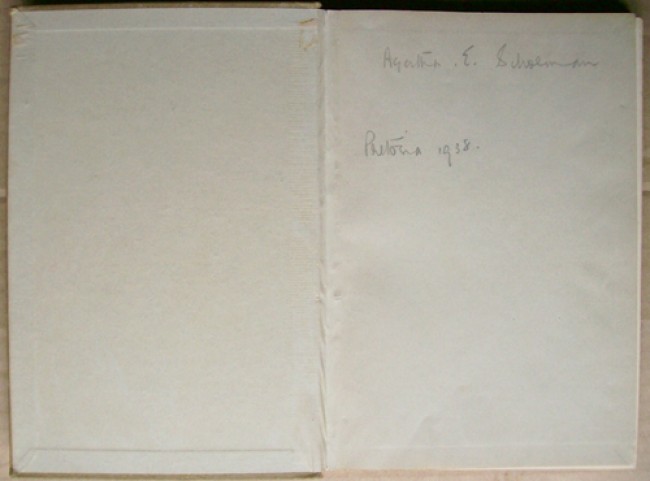 Agatha .E. Schoeman
Pretoria 1938.